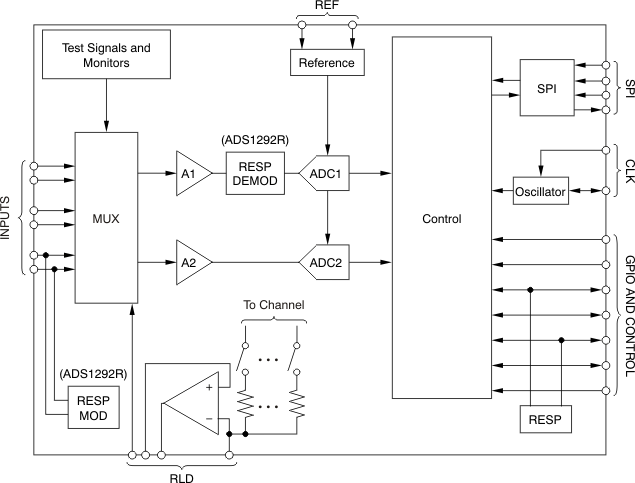 REF
Test Signals and
Monitors
Reference
SPI
SPI
(ADS1292R)
A1
RESP
DEMOD
ADC1
CLK
Oscillator
INPUTS
MUX
Control
A2
ADC2
GPIO AND CONTROL
To Channel
(ADS1292R)
RESP
MOD
+
−
RESP
RLD